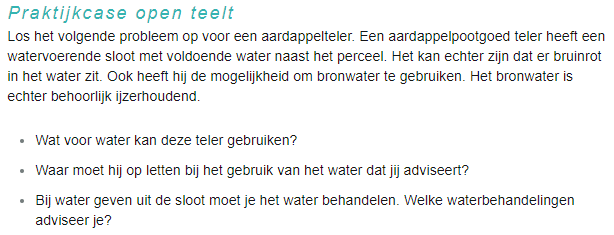 Praktijkcase open teelt
Los het volgende probleem op voor een aardappelteler. Een aardappelpootgoed teler heeft een
watervoerende sloot met voldoende water naast het perceel. Het kan echter zijn dat er bruinrot
in het water zit. Ook heeft hij de mogelijkheid om bronwater te gebruiken. Het bronwater is
echter behoorlijk ijzerhoudend.
• Wat voor water kan deze teler gebruiken?
• Waar moet hij op letten bij het gebruik van het water dat jij adviseert?
• Bij water geven uit de sloot moet je het water behandelen. Welke waterbehandelingen
adviseer je?